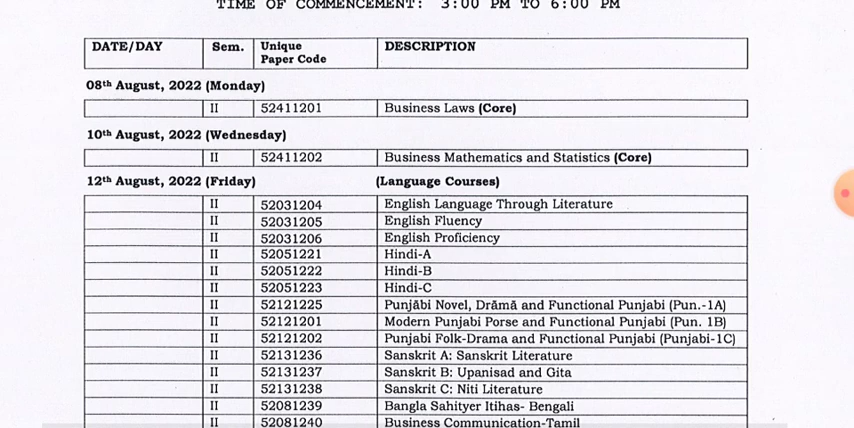 TIME OF COMMENCEMENT: 3:00 PM TO 6:00 PM
DATE/DAY Sem. Unique Paper Code DESCRIPTION
08th August, 2022 (Monday)
II 52411201 Business Laws (Core)
10th August, 2022 (Wednesday)
II 52411202 Business Mathematics and Statistics (Core)
12th August, 2022 (Friday) (Language Courses)
II 52031204 English Language Through Literature
II 52031205 English Fluency
II 52031206 English Proficiency
II 52051221 Hindi-A
II 52051222 Hindi-B
II 52051223 Hindi-C
II 52121225 Punjābi Novel, Drāmā and Functional Punjabi (Pun.-1A)
II 52121201 Modern Punjabi Porse and Functional Punjabi (Pun. 1B)
II 52121202 Punjabi Folk-Drama and Functional Punjabi (Punjabi-1C)
II 52131236 Sanskrit A: Sanskrit Literature
II 52131237 Sanskrit B: Upanisad and Gita
II 52131238 Sanskrit C: Niti Literature
II 52081239 Bangla Sahityer Itihas- Bengali
II 52081240 Business Communication-Tamil